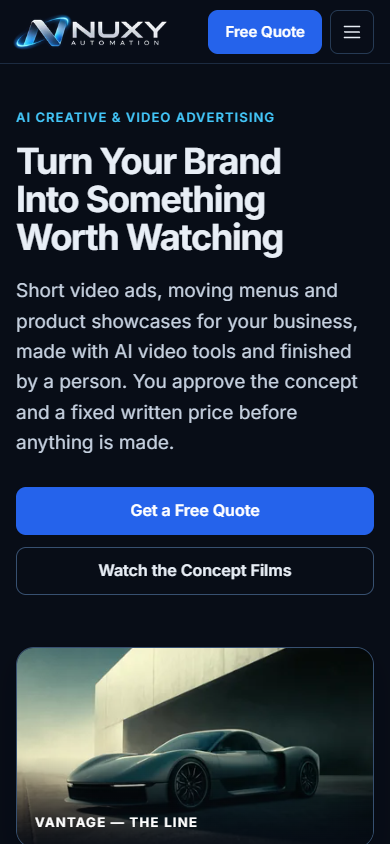 NUXY
AUTOMATION
Free Quote
AI CREATIVE & VIDEO ADVERTISING
Turn Your Brand
Into Something
Worth Watching
Short video ads, moving menus and
product showcases for your business,
made with AI video tools and finished
by a person. You approve the concept
and a fixed written price before
anything is made.
Get a Free Quote
Watch the Concept Films
VANTAGE — THE LINE